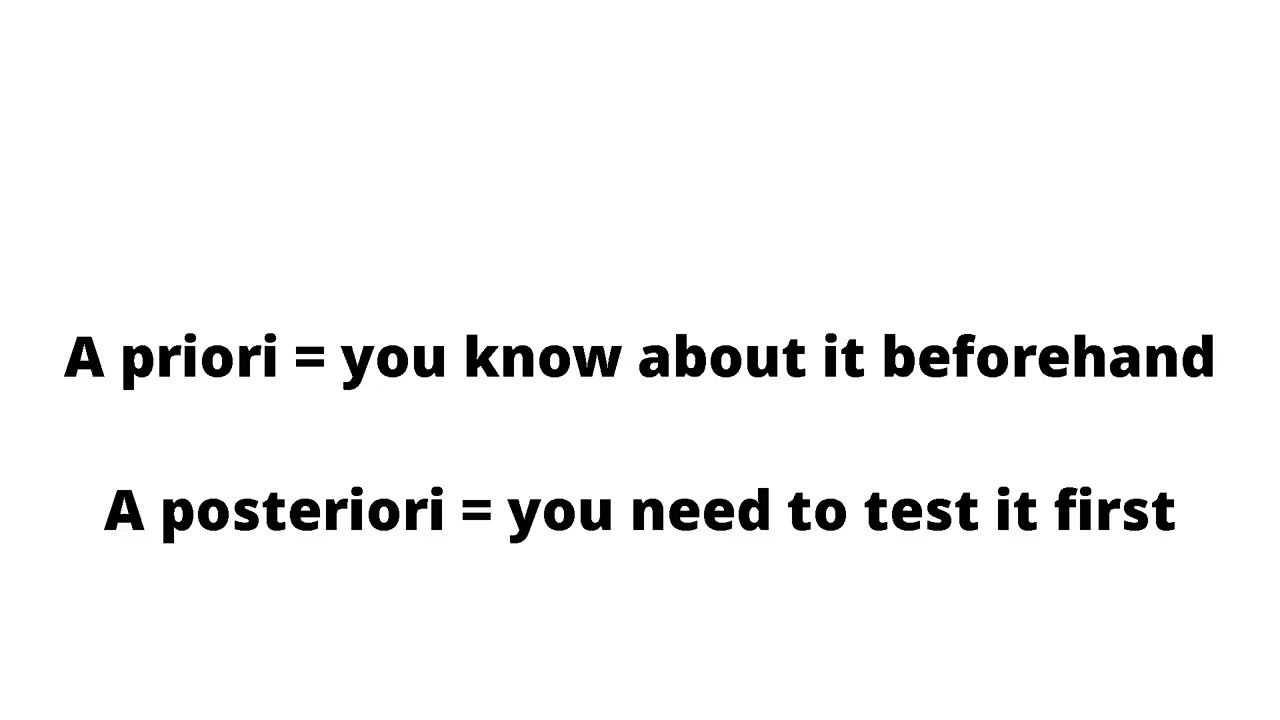 A priori = you know about it beforehand
A posteriori = you need to test it first